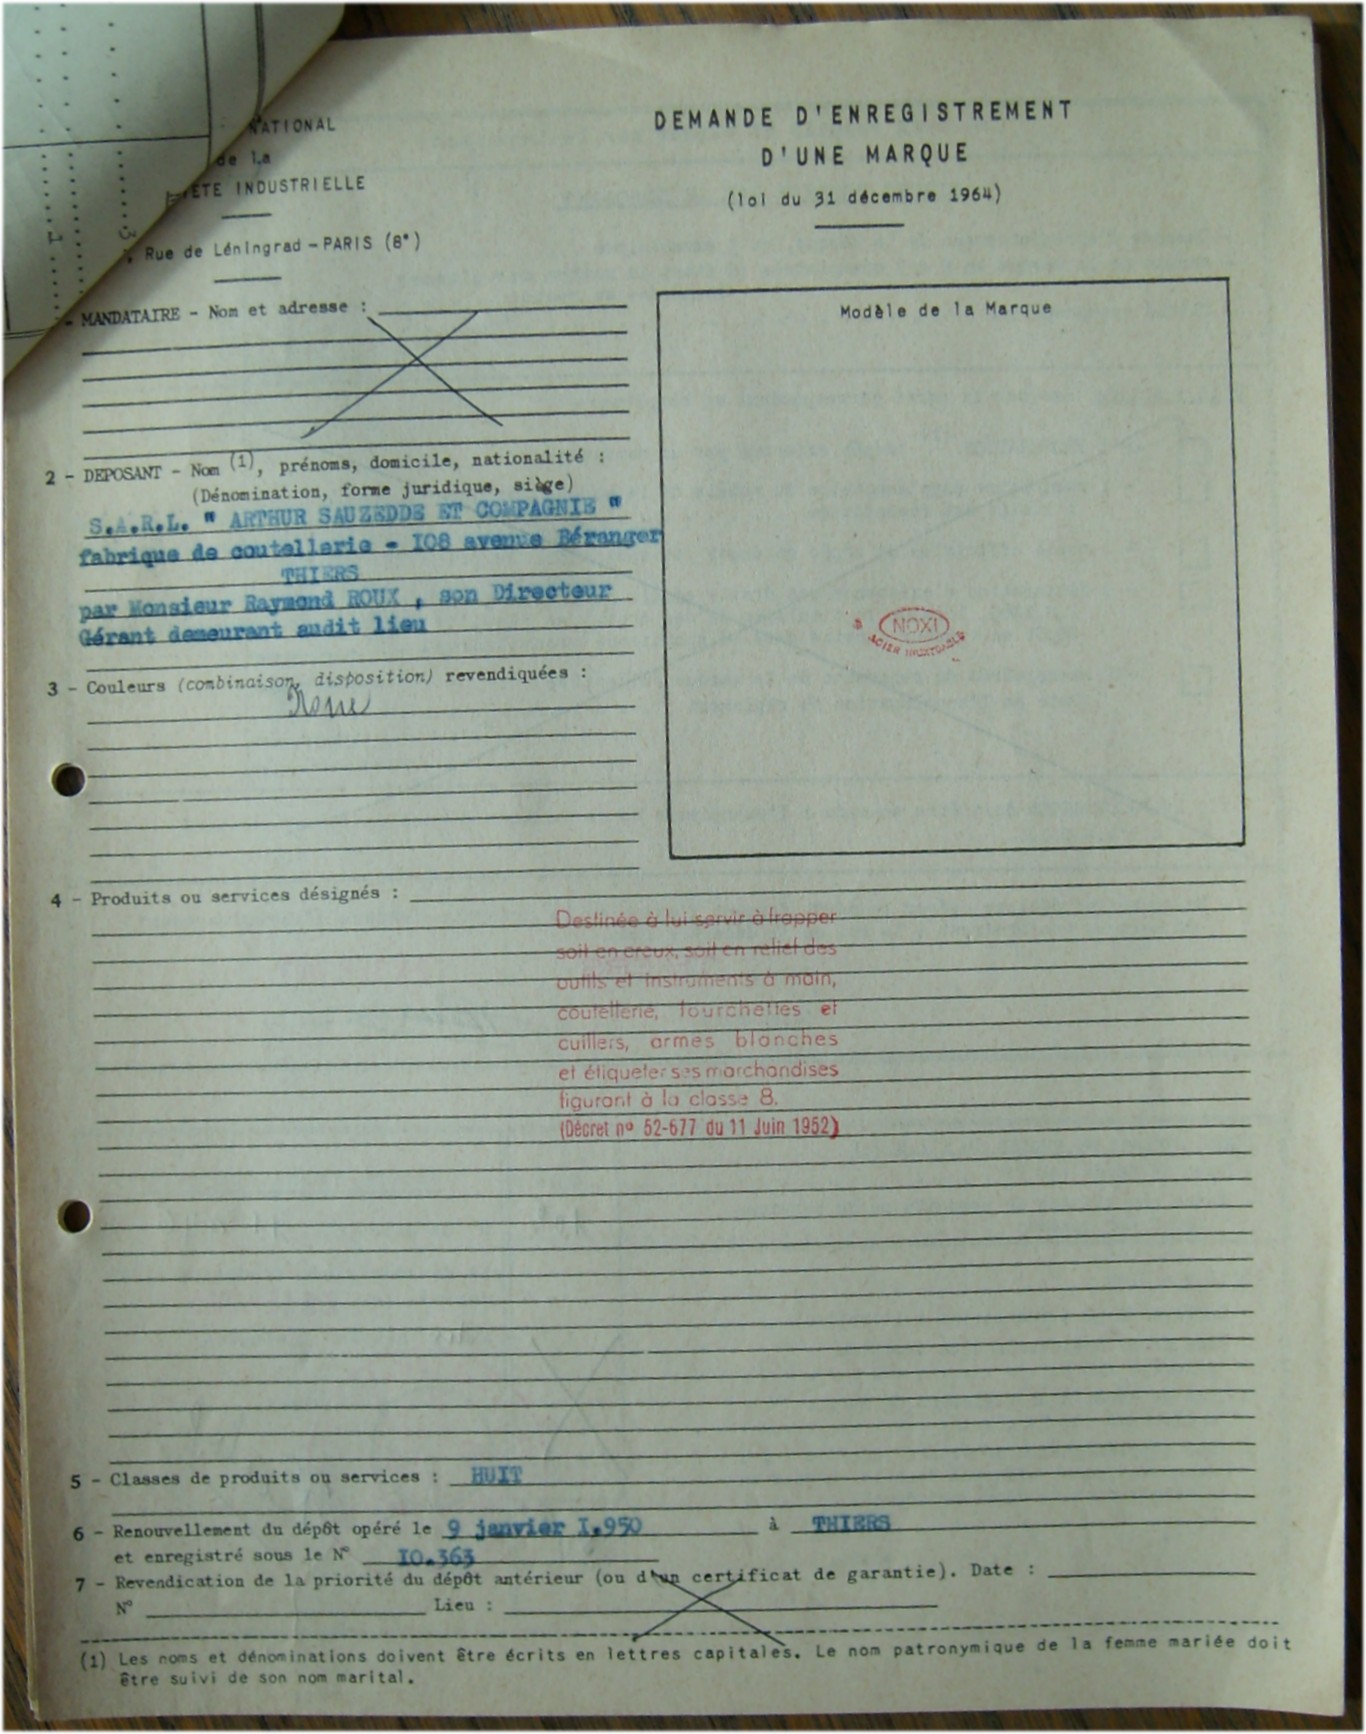 NATIONAL
de la
INDUSTRIELLE
Rue de Léningrad - PARIS (8°)
DEMANDE D'ENREGISTREMENT
D'UNE MARQUE
(loi du 31 décembre 1964)
- MANDATAIRE - Nom et adresse :
2 - DEPOSANT - Nom (1), prénoms, domicile, nationalité :
(Dénomination, forme juridique, siège)
S.A.R.L. " ARTHUR SAUZEDDE ET COMPAGNIE "
fabrique de coutellerie - I08 avenue Béranger
THIERS
par Monsieur Raymond ROUX , son Directeur
Gérant demeurant audit lieu
3 - Couleurs (combinaison, disposition) revendiquées :
Modèle de la Marque
NOXI
ACIER INOXYDABLE
4 - Produits ou services désignés :
Destinée à lui servir à frapper
soit en creux, soit en relief des
outils et instruments à main,
coutellerie, fourchettes et
cuillers, armes blanches
et étiqueter ses marchandises
figurant à la classe 8.
(Décret nº 52-677 du 11 Juin 1952)
5 - Classes de produits ou services : HUIT
6 - Renouvellement du dépôt opéré le 9 janvier I.950 à THIERS
et enregistré sous le N° IO.363
7 - Revendication de la priorité du dépôt antérieur (ou d'un certificat de garantie). Date :
N° Lieu :
(1) Les noms et dénominations doivent être écrits en lettres capitales. Le nom patronymique de la femme mariée doit
être suivi de son nom marital.